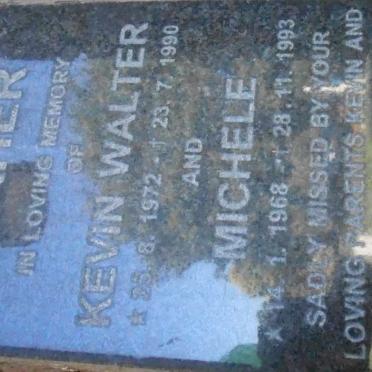 IN LOVING MEMORY
OF
KEVIN WALTER
★ 25. 8. 1972 - † 23. 7. 1990
AND
MICHELE
★ 14. 1. 1968 - † 28. 11. 1993
SADLY MISSED BY YOUR
LOVING PARENTS KEVIN AND